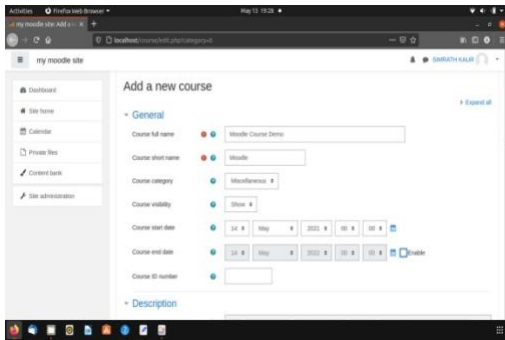 Activities Firefox Web Browser May 13 15:28
my moodle site: Add a
localhost/course/edit.php?category=0
my moodle site SIMRATH KAUR
Dashboard
Site home
Calendar
Private files
Content bank
Site administration
Add a new course
Expand all
General
Course full name Moodle Course Demo
Course short name Moodle
Course category Miscellaneous
Course visibility Show
Course start date 14 May 2021 00 00
Course end date 14 May 2022 00 00 Enable
Course ID number
Description